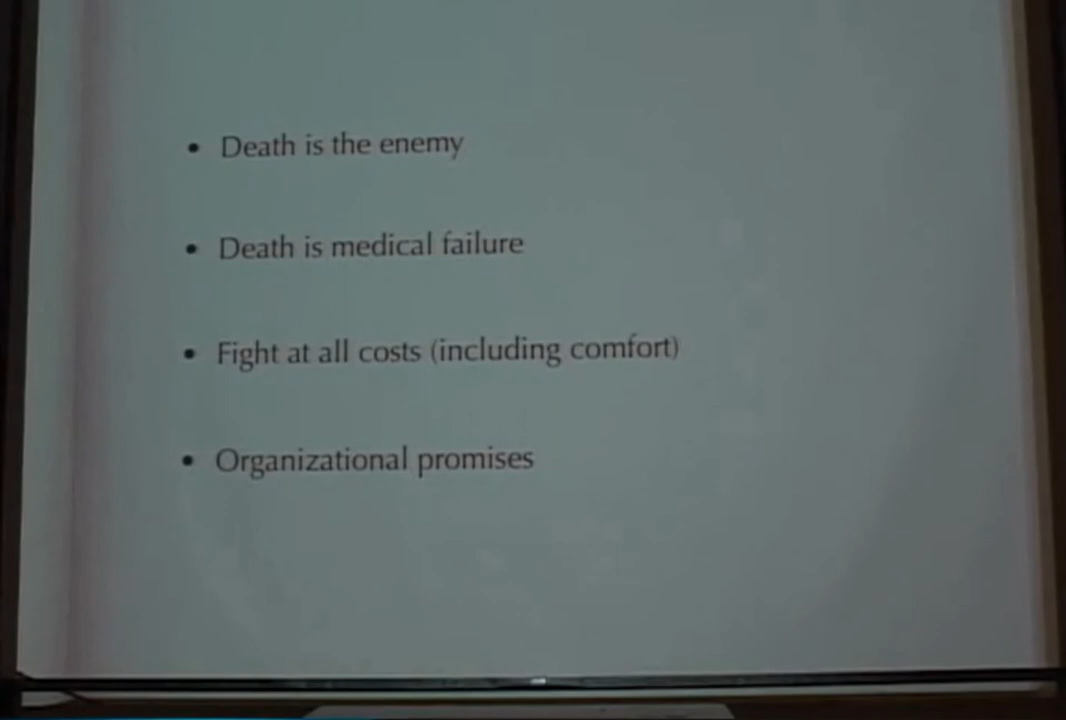 • Death is the enemy
• Death is medical failure
• Fight at all costs (including comfort)
• Organizational promises